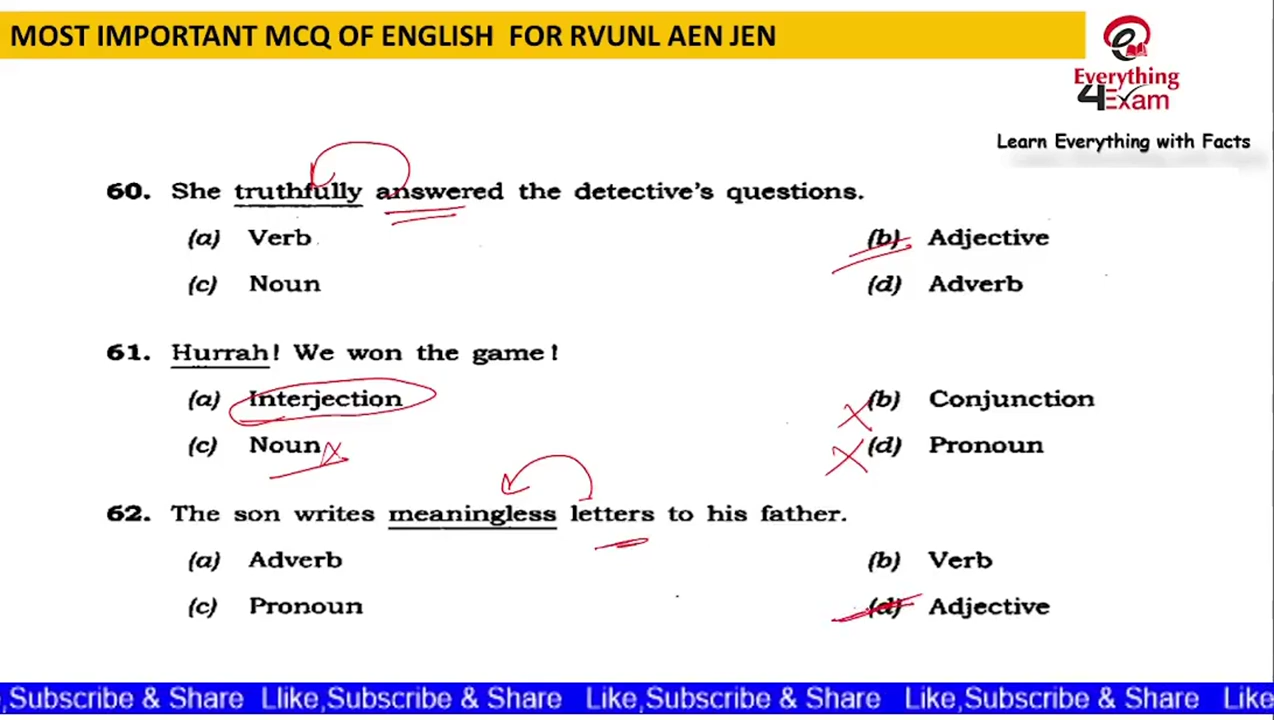 MOST IMPORTANT MCQ OF ENGLISH FOR RVUNL AEN JEN
e
Everything
4Exam
Learn Everything with Facts
60. She truthfully answered the detective's questions.
(a) Verb (b) Adjective
(c) Noun (d) Adverb
61. Hurrah! We won the game!
(a) Interjection (b) Conjunction
(c) Noun (d) Pronoun
62. The son writes meaningless letters to his father.
(a) Adverb (b) Verb
(c) Pronoun (d) Adjective
,Subscribe & Share Llike,Subscribe & Share Like,Subscribe & Share Like,Subscribe & Share Like